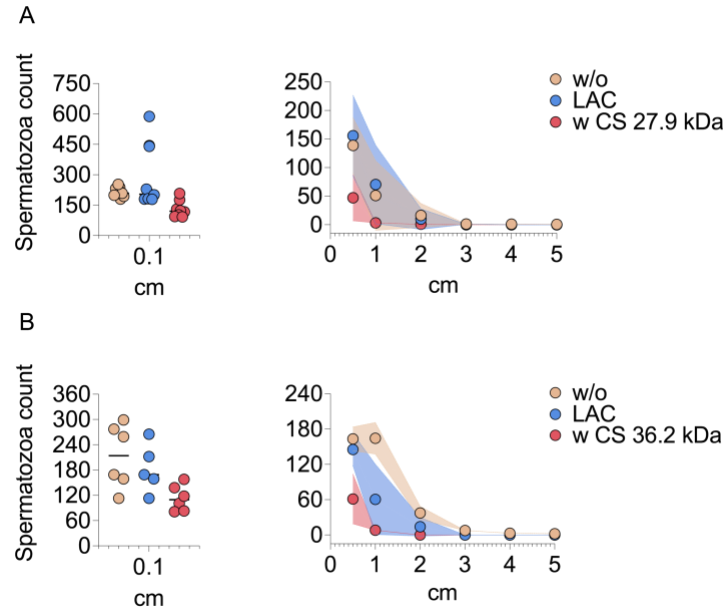 A
Spermatozoa count
750
600
450
300
150
0
0.1
cm
250
200
150
100
50
0
0 1 2 3 4 5
cm
w/o
LAC
w CS 27.9 kDa
B
Spermatozoa count
360
300
240
180
120
60
0
0.1
cm
240
180
120
60
0
0 1 2 3 4 5
cm
w/o
LAC
w CS 36.2 kDa